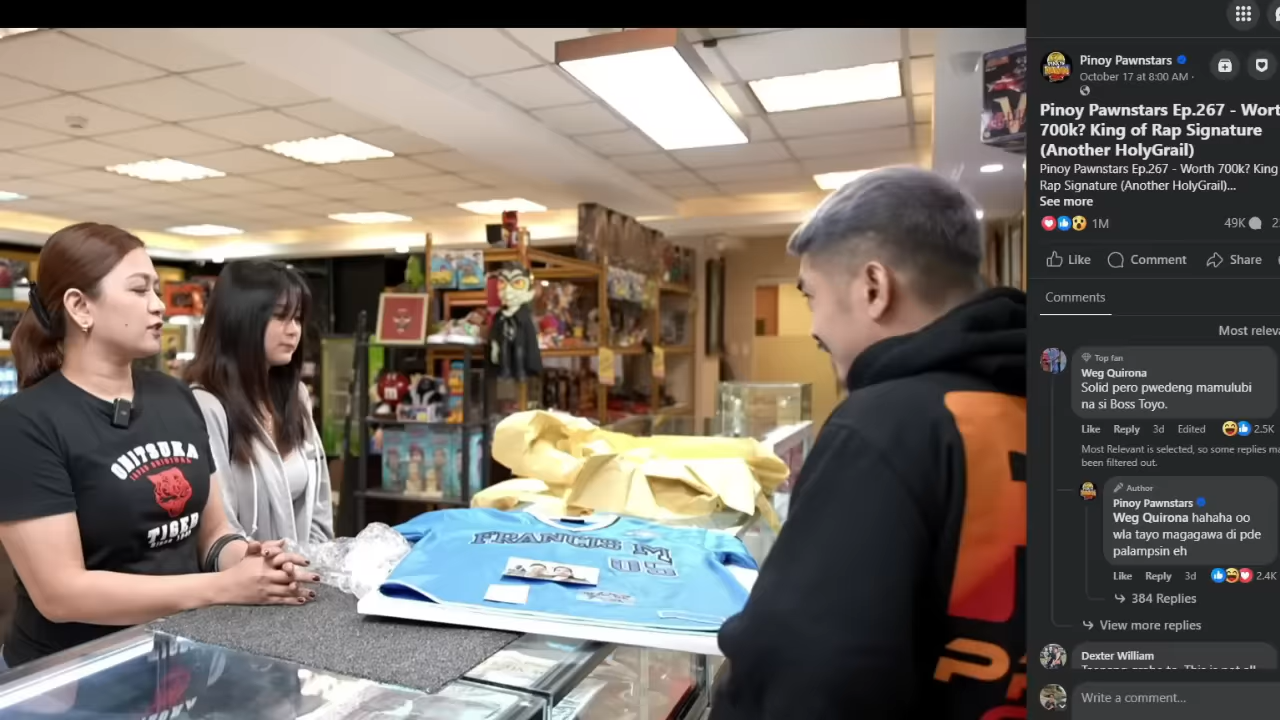 ONITSUKA
TIGER
FRANCIS M
Pinoy Pawnstars
October 17 at 8:00 AM ·
Pinoy Pawnstars Ep.267 - Wort
700k? King of Rap Signature
(Another HolyGrail)
Pinoy Pawnstars Ep.267 - Worth 700k? King
Rap Signature (Another HolyGrail)...
See more
1M
49K
Like
Comment
Share
Comments
Most releva
Top fan
Weg Quirona
Solid pero pwedeng mamulubi
na si Boss Toyo.
Like Reply 3d Edited 2.5K
Most Relevant is selected, so some replies ma
been filtered out.
Author
Pinoy Pawnstars
Weg Quirona hahaha oo
wla tayo magagawa di pde
palampsin eh
Like Reply 3d 2.4K
384 Replies
View more replies
Dexter William
Write a comment...